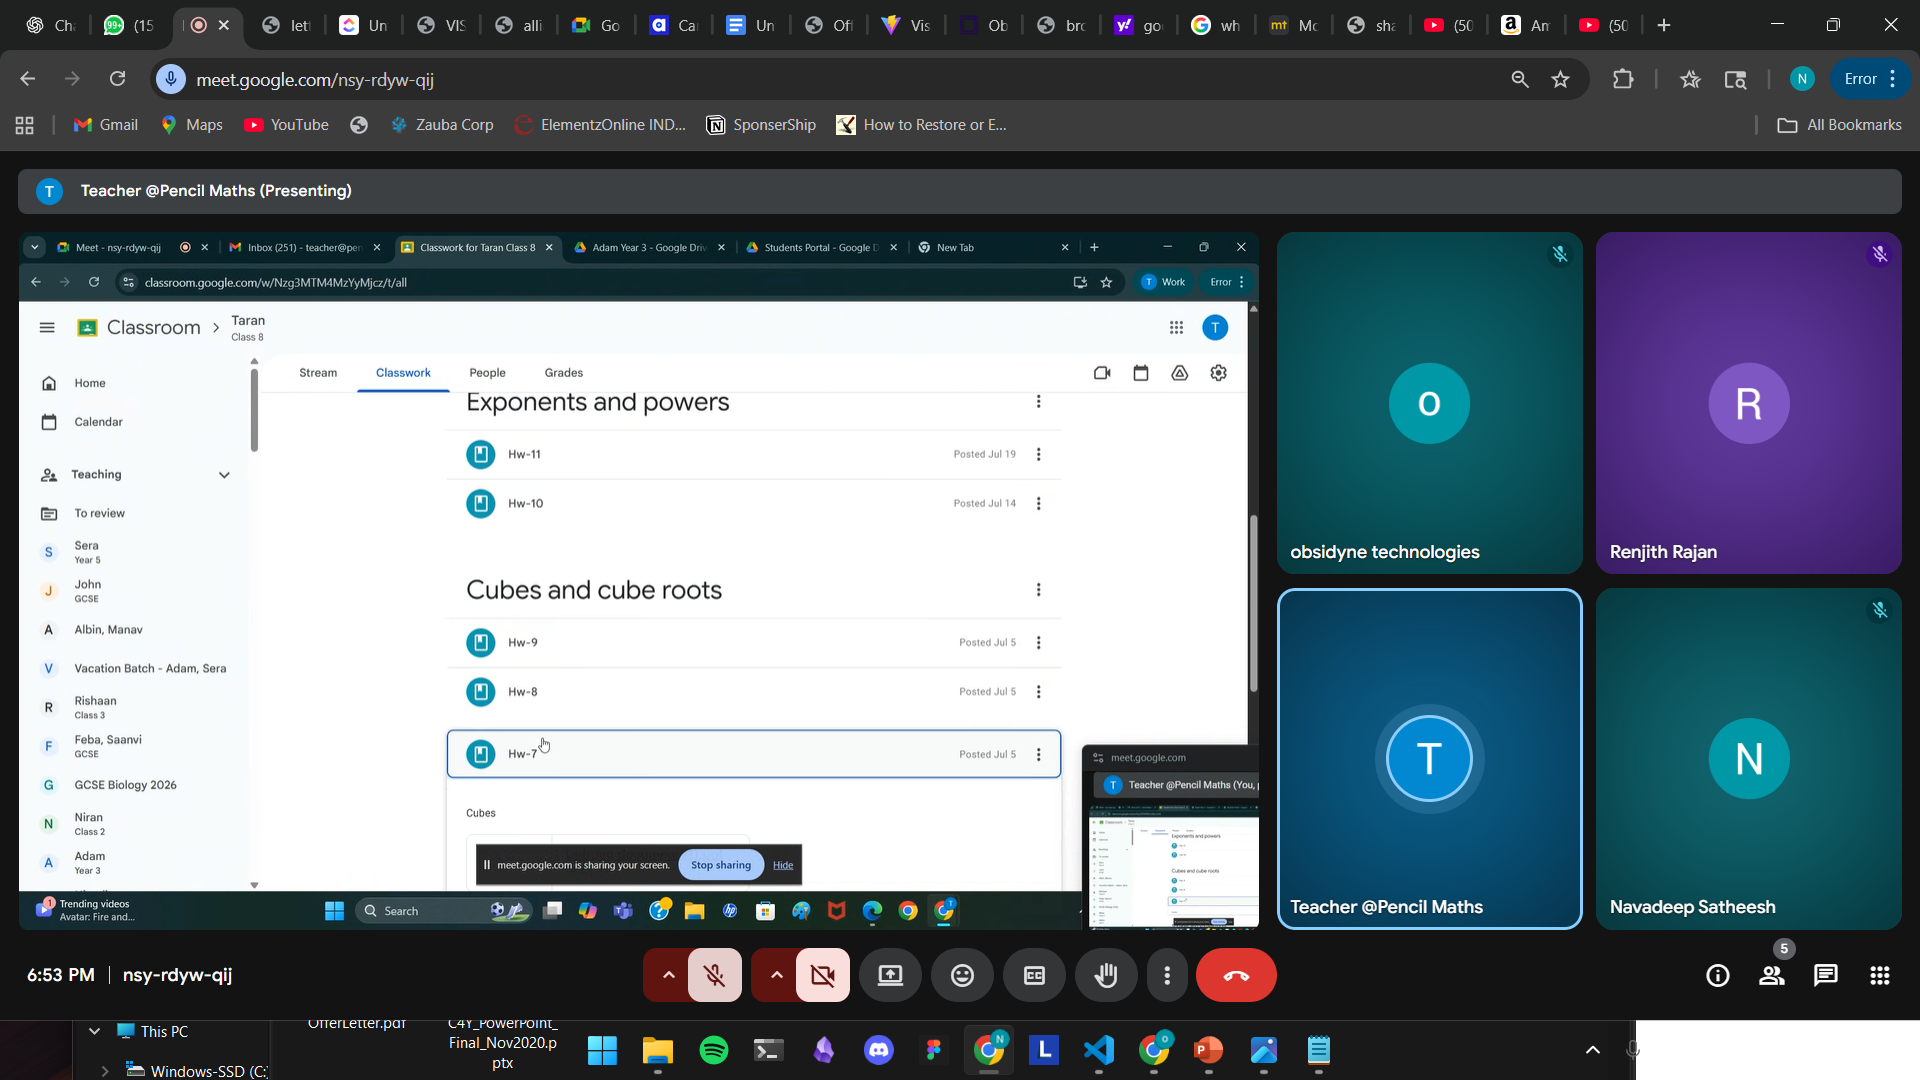 Ch
(15
let
Un
VIS
alli
Go
Ca
Un
Off
Vis
Ob
brc
go
wh
Mc
sha
(50
Am
(50
meet.google.com/nsy-rdyw-qij
N
Error
Gmail
Maps
YouTube
Zauba Corp
ElementzOnline IND...
SponserShip
How to Restore or E...
All Bookmarks
T
Teacher @Pencil Maths (Presenting)
Meet - nsy-rdyw-qij
Inbox (251) - teacher@pen
Classwork for Taran Class 8
Adam Year 3 - Google Driv
Students Portal - Google D
New Tab
classroom.google.com/w/Nzg3MTM4MzYyMjcz/t/all
T Work
Error
Classroom
Taran
Class 8
T
Stream
Classwork
People
Grades
Home
Calendar
Teaching
To review
S
Sera
Year 5
J
John
GCSE
A
Albin, Manav
V
Vacation Batch - Adam, Sera
R
Rishaan
Class 3
F
Feba, Saanvi
GCSE
G
GCSE Biology 2026
N
Niran
Class 2
A
Adam
Year 3
Exponents and powers
Hw-11
Posted Jul 19
Hw-10
Posted Jul 14
Cubes and cube roots
Hw-9
Posted Jul 5
Hw-8
Posted Jul 5
Hw-7
Posted Jul 5
Cubes
meet.google.com is sharing your screen.
Stop sharing
Hide
meet.google.com
T
Teacher @Pencil Maths (You,
Trending videos
Avatar: Fire and...
Search
o
obsidyne technologies
R
Renjith Rajan
T
Teacher @Pencil Maths
N
Navadeep Satheesh
6:53 PM
nsy-rdyw-qij
5
This PC
Windows-SSD (C:)
OfferLetter.pdf
C4Y_PowerPoint_
Final_Nov2020.p
ptx